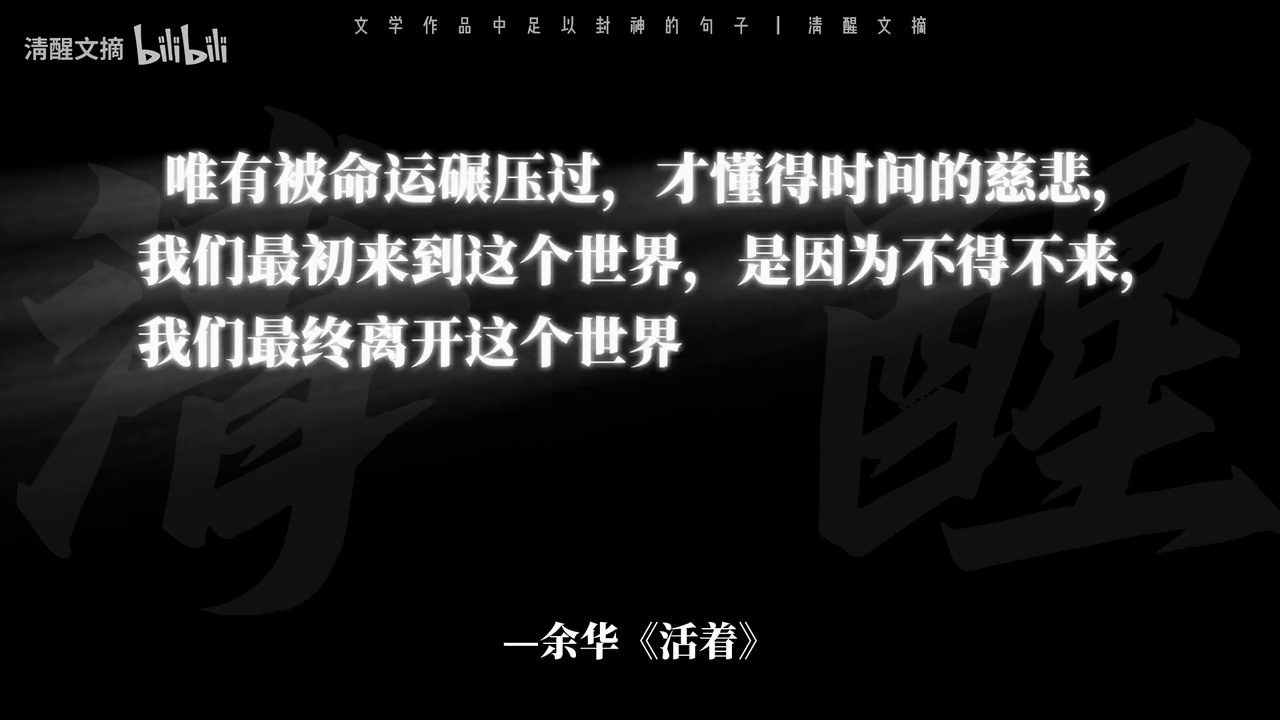 文学作品中足以封神的句子 | 清醒文摘
清醒文摘 bilibili
唯有被命运碾压过，才懂得时间的慈悲，
我们最初来到这个世界，是因为不得不来，
我们最终离开这个世界
—余华《活着》
清醒